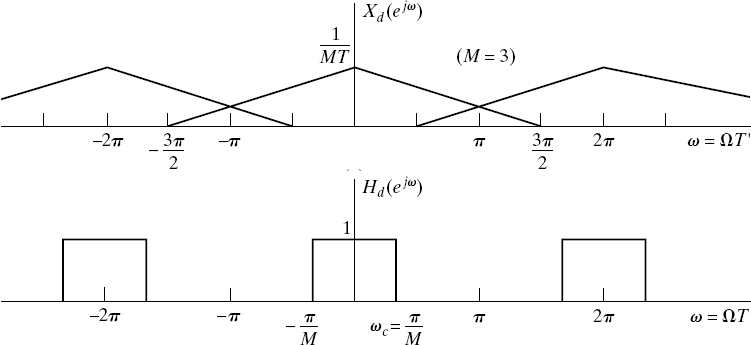 X_d(e^{jω})
1/MT
(M = 3)
−2π
−3π/2
−π
π
3π/2
2π
ω = ΩT'
H_d(e^{jω})
1
−2π
−π
−π/M
ω_c = π/M
π
2π
ω = ΩT